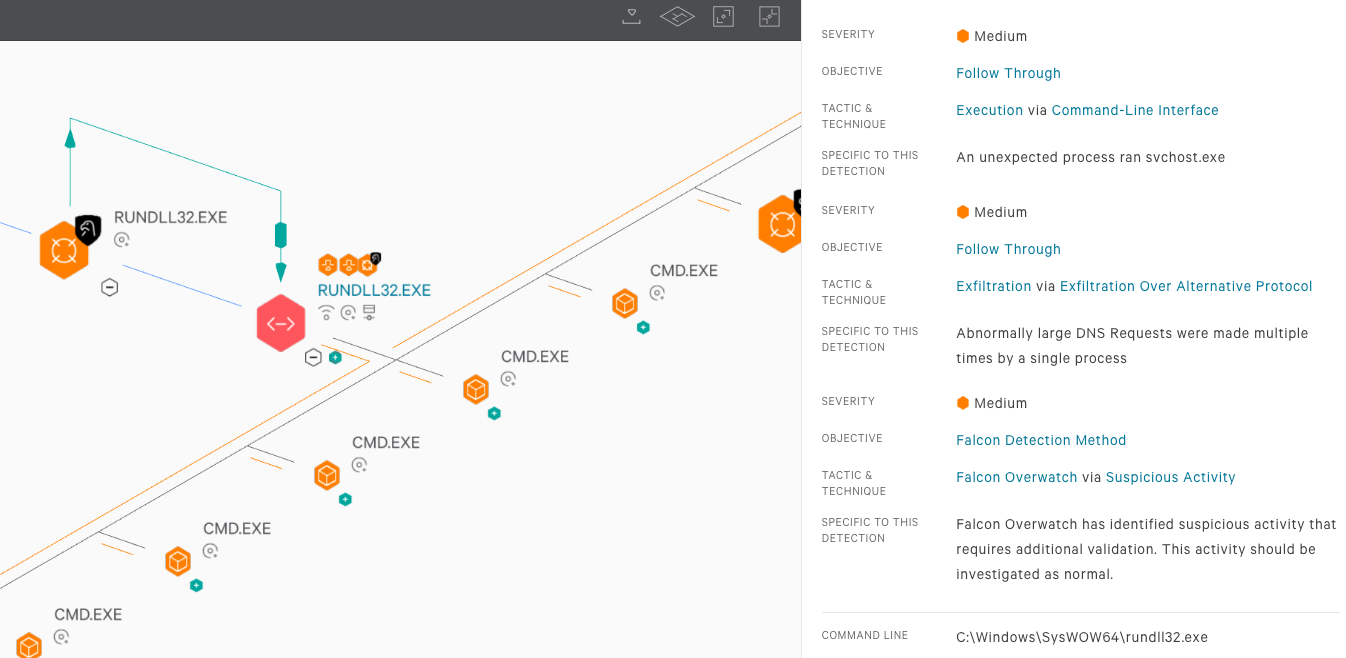 RUNDLL32.EXE
RUNDLL32.EXE
CMD.EXE
CMD.EXE
CMD.EXE
CMD.EXE
CMD.EXE
SEVERITY
Medium
OBJECTIVE
Follow Through
TACTIC &
TECHNIQUE
Execution via Command-Line Interface
SPECIFIC TO THIS
DETECTION
An unexpected process ran svchost.exe
SEVERITY
Medium
OBJECTIVE
Follow Through
TACTIC &
TECHNIQUE
Exfiltration via Exfiltration Over Alternative Protocol
SPECIFIC TO THIS
DETECTION
Abnormally large DNS Requests were made multiple
times by a single process
SEVERITY
Medium
OBJECTIVE
Falcon Detection Method
TACTIC &
TECHNIQUE
Falcon Overwatch via Suspicious Activity
SPECIFIC TO THIS
DETECTION
Falcon Overwatch has identified suspicious activity that
requires additional validation. This activity should be
investigated as normal.
COMMAND LINE
C:\Windows\SysWOW64\rundll32.exe